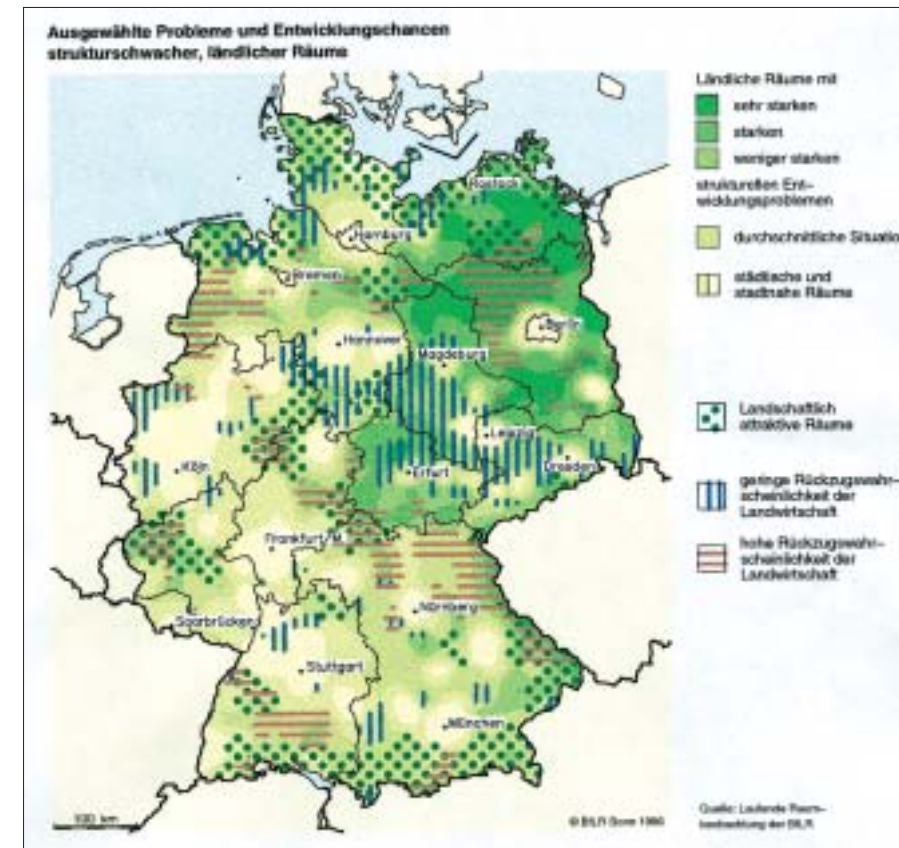 Ausgewählte Probleme und Entwicklungschancen
strukturschwacher, ländlicher Räume
Ländliche Räume mit
sehr starken
starken
weniger starken
strukturellen Ent-
wicklungsproblemen
durchschnittliche Situatio
städtische und
stadtnahe Räume
Landschaftlich
attraktive Räume
geringe Rückzugswahr-
scheinlichkeit der
Landwirtschaft
hohe Rückzugswahr-
scheinlichkeit der
Landwirtschaft
Rostock
Hamburg
Bremen
Berlin
Hannover
Magdeburg
Leipzig
Köln
Erfurt
Dresden
Frankfurt/M.
Nürnberg
Saarbrücken
Stuttgart
München
100 km
© BfLR Bonn
Quelle: Laufende Raum-
beobachtung der BfLR